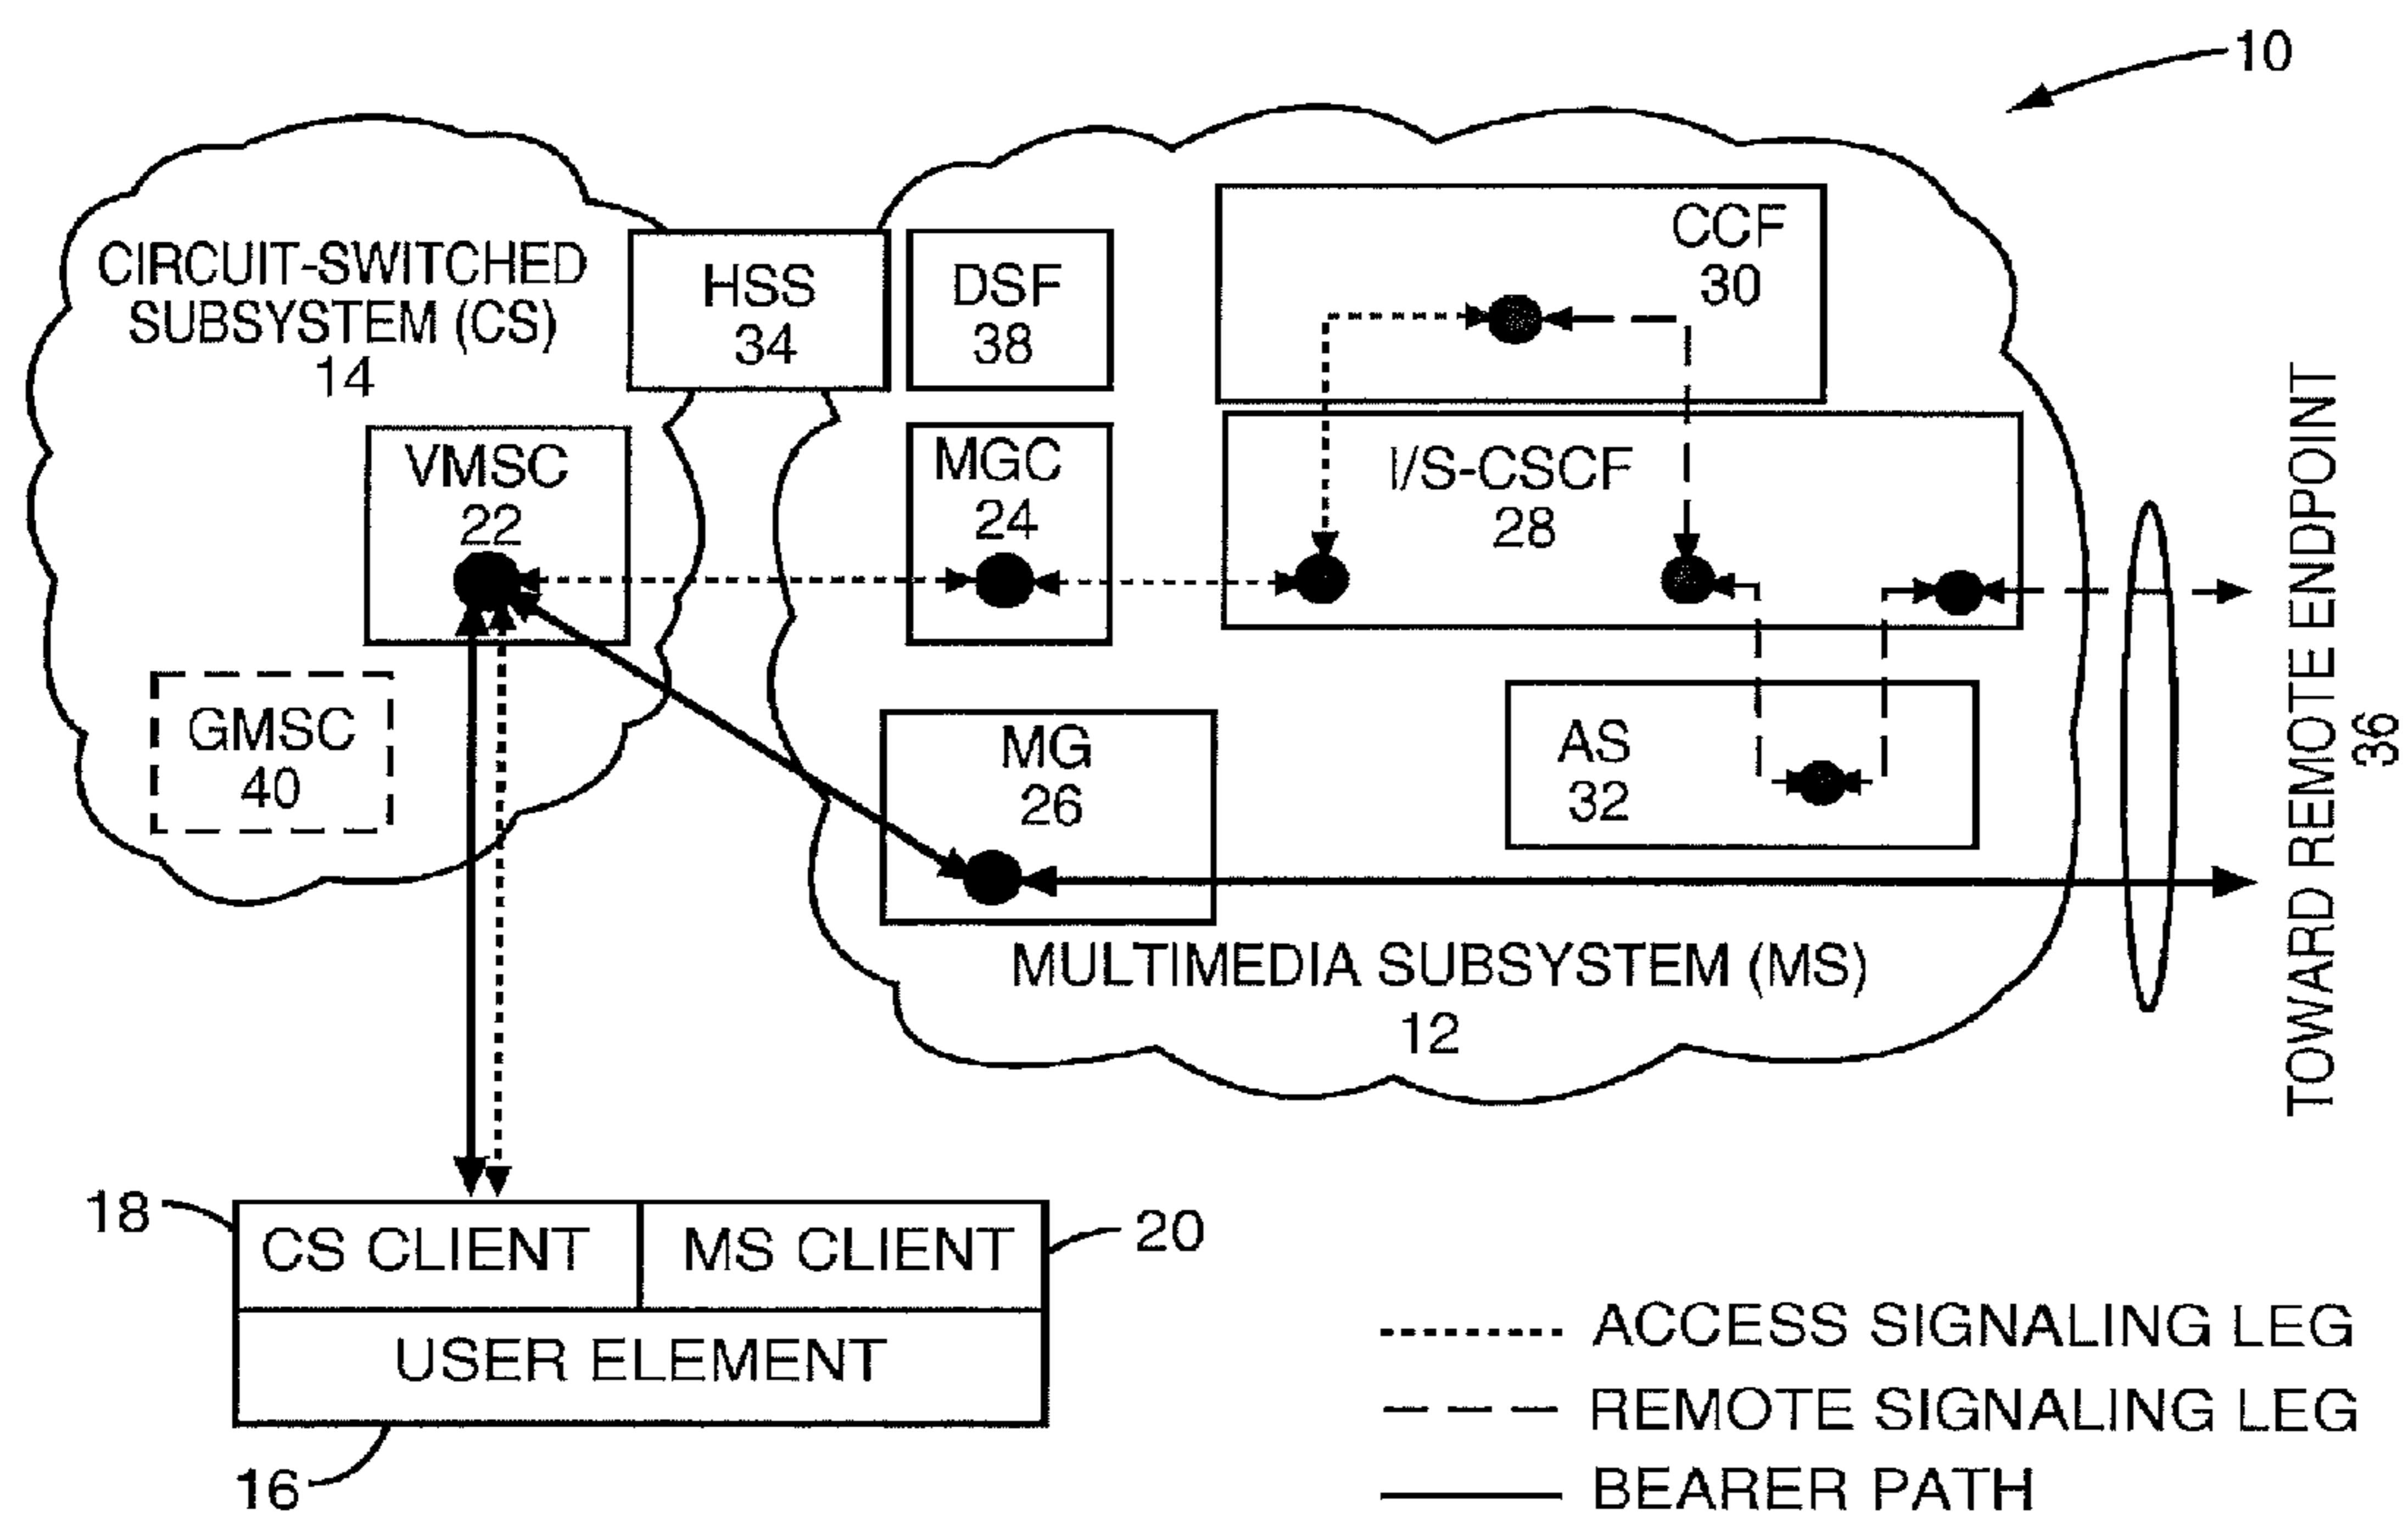 10
CIRCUIT-SWITCHED
SUBSYSTEM (CS)
14
HSS
34
DSF
38
CCF
30
VMSC
22
MGC
24
I/S-CSCF
28
GMSC
40
MG
26
AS
32
MULTIMEDIA SUBSYSTEM (MS)
12
TOWARD REMOTE ENDPOINT
36
18
CS CLIENT
MS CLIENT
20
USER ELEMENT
16
ACCESS SIGNALING LEG
REMOTE SIGNALING LEG
BEARER PATH